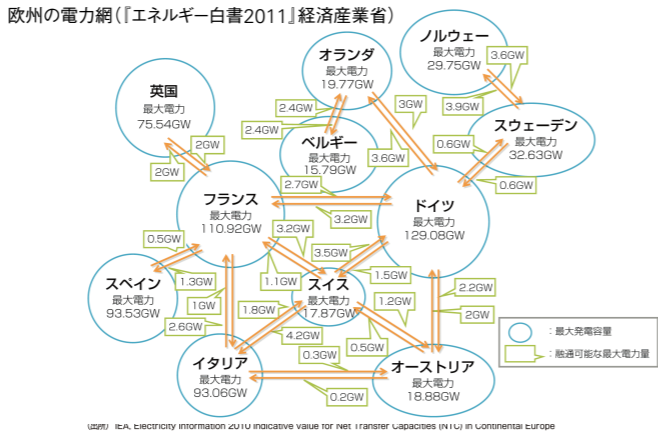 欧州の電力網(『エネルギー白書2011』経済産業省)
ノルウェー
最大電力
29.75GW
3.6GW
オランダ
最大電力
19.77GW
英国
最大電力
75.54GW
2.4GW
3GW
3.9GW
スウェーデン
最大電力
32.63GW
2.4GW
ベルギー
最大電力
15.79GW
0.6GW
2GW
3.6GW
2GW
2.7GW
0.6GW
フランス
最大電力
110.92GW
ドイツ
最大電力
129.08GW
3.2GW
3.2GW
0.5GW
3.5GW
1.3GW
1.1GW
1.5GW
スペイン
最大電力
93.53GW
スイス
最大電力
17.87GW
2.2GW
1GW
1.8GW
1.2GW
2GW
2.6GW
4.2GW
0.5GW
0.3GW
イタリア
最大電力
93.06GW
オーストリア
最大電力
18.88GW
0.2GW
:最大発電容量
:融通可能な最大電力量
(出所) IEA, Electricity Information 2010 Indicative value for Net Transfer Capacities (NTC) in Continental Europe